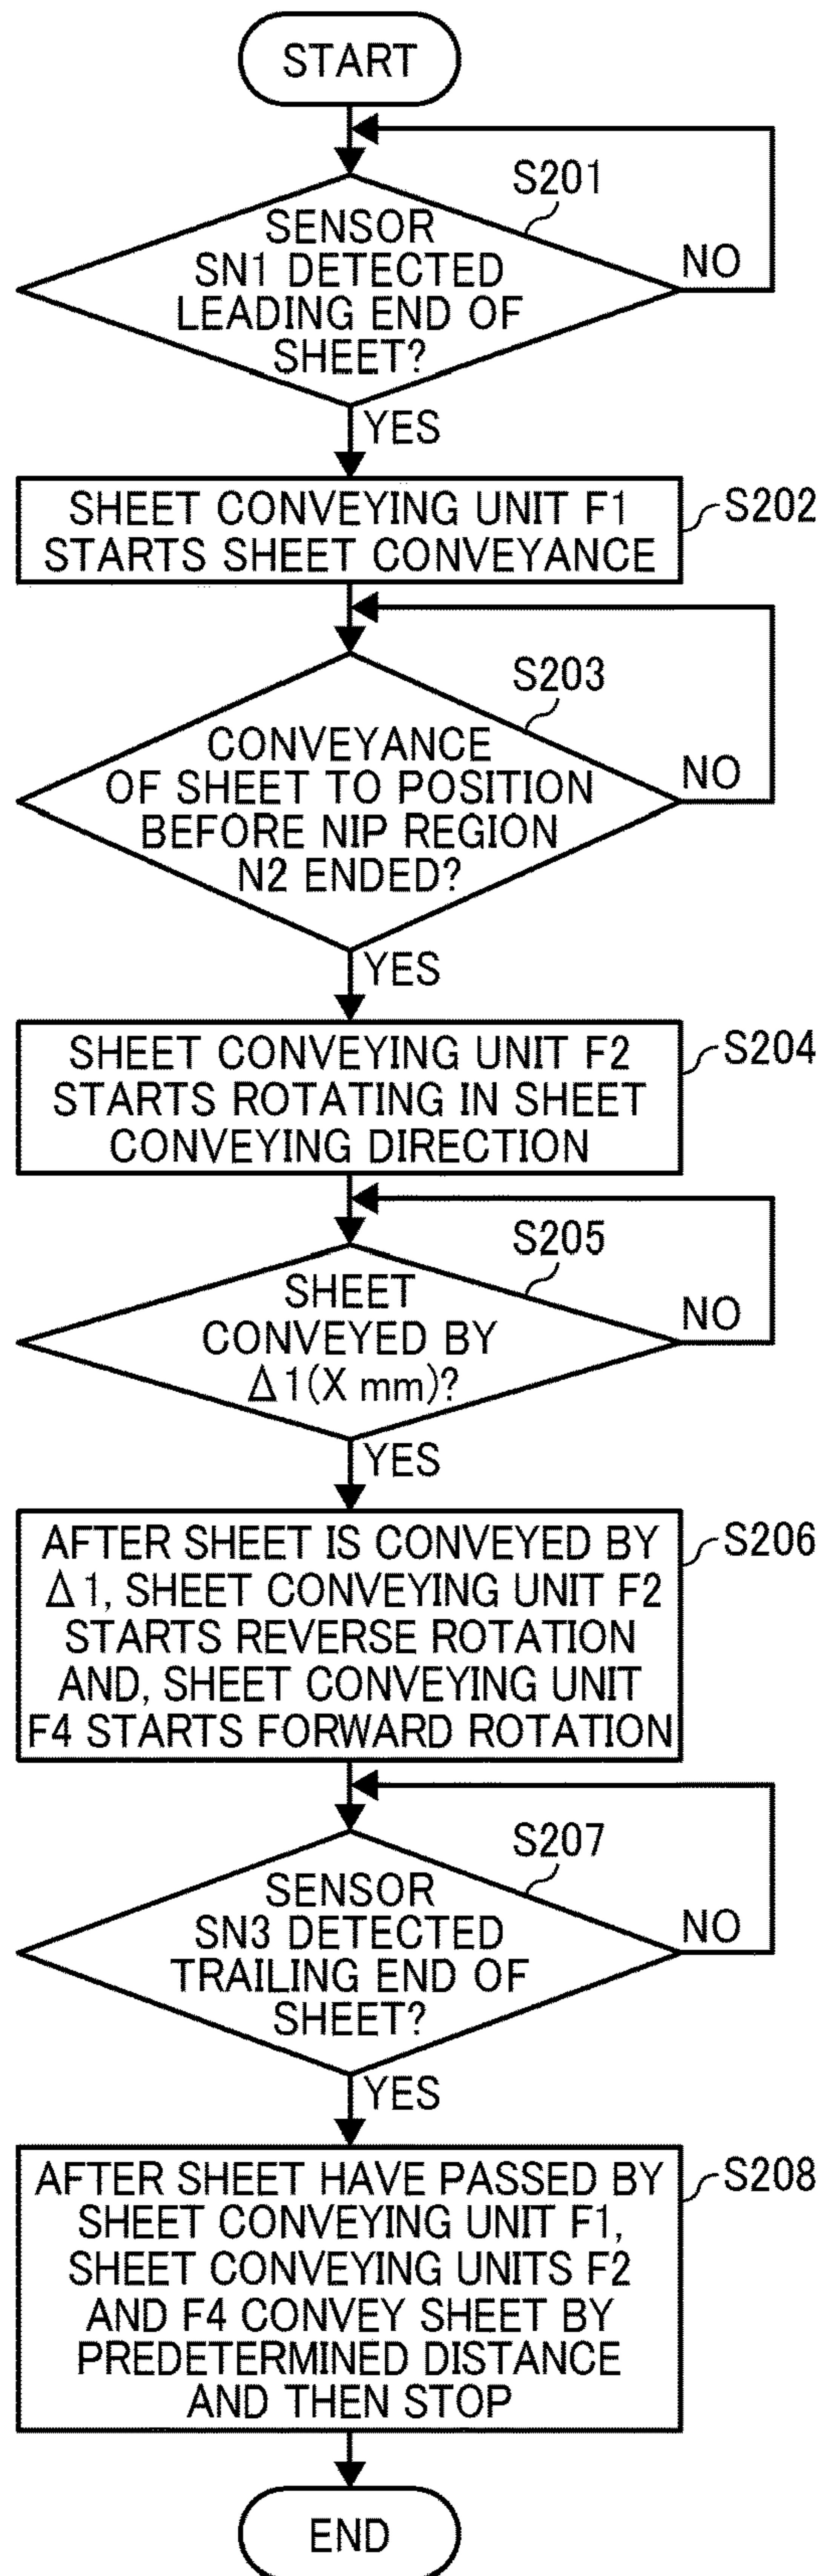 START
S201
SENSOR
SN1 DETECTED
LEADING END OF
SHEET?
NO
YES
SHEET CONVEYING UNIT F1
STARTS SHEET CONVEYANCE
S202
S203
CONVEYANCE
OF SHEET TO POSITION
BEFORE NIP REGION
N2 ENDED?
NO
YES
SHEET CONVEYING UNIT F2
STARTS ROTATING IN SHEET
CONVEYING DIRECTION
S204
S205
SHEET
CONVEYED BY
Δ1(X mm)?
NO
YES
AFTER SHEET IS CONVEYED BY
Δ1, SHEET CONVEYING UNIT F2
STARTS REVERSE ROTATION
AND, SHEET CONVEYING UNIT
F4 STARTS FORWARD ROTATION
S206
S207
SENSOR
SN3 DETECTED
TRAILING END OF
SHEET?
NO
YES
AFTER SHEET HAVE PASSED BY
SHEET CONVEYING UNIT F1,
SHEET CONVEYING UNITS F2
AND F4 CONVEY SHEET BY
PREDETERMINED DISTANCE
AND THEN STOP
S208
END